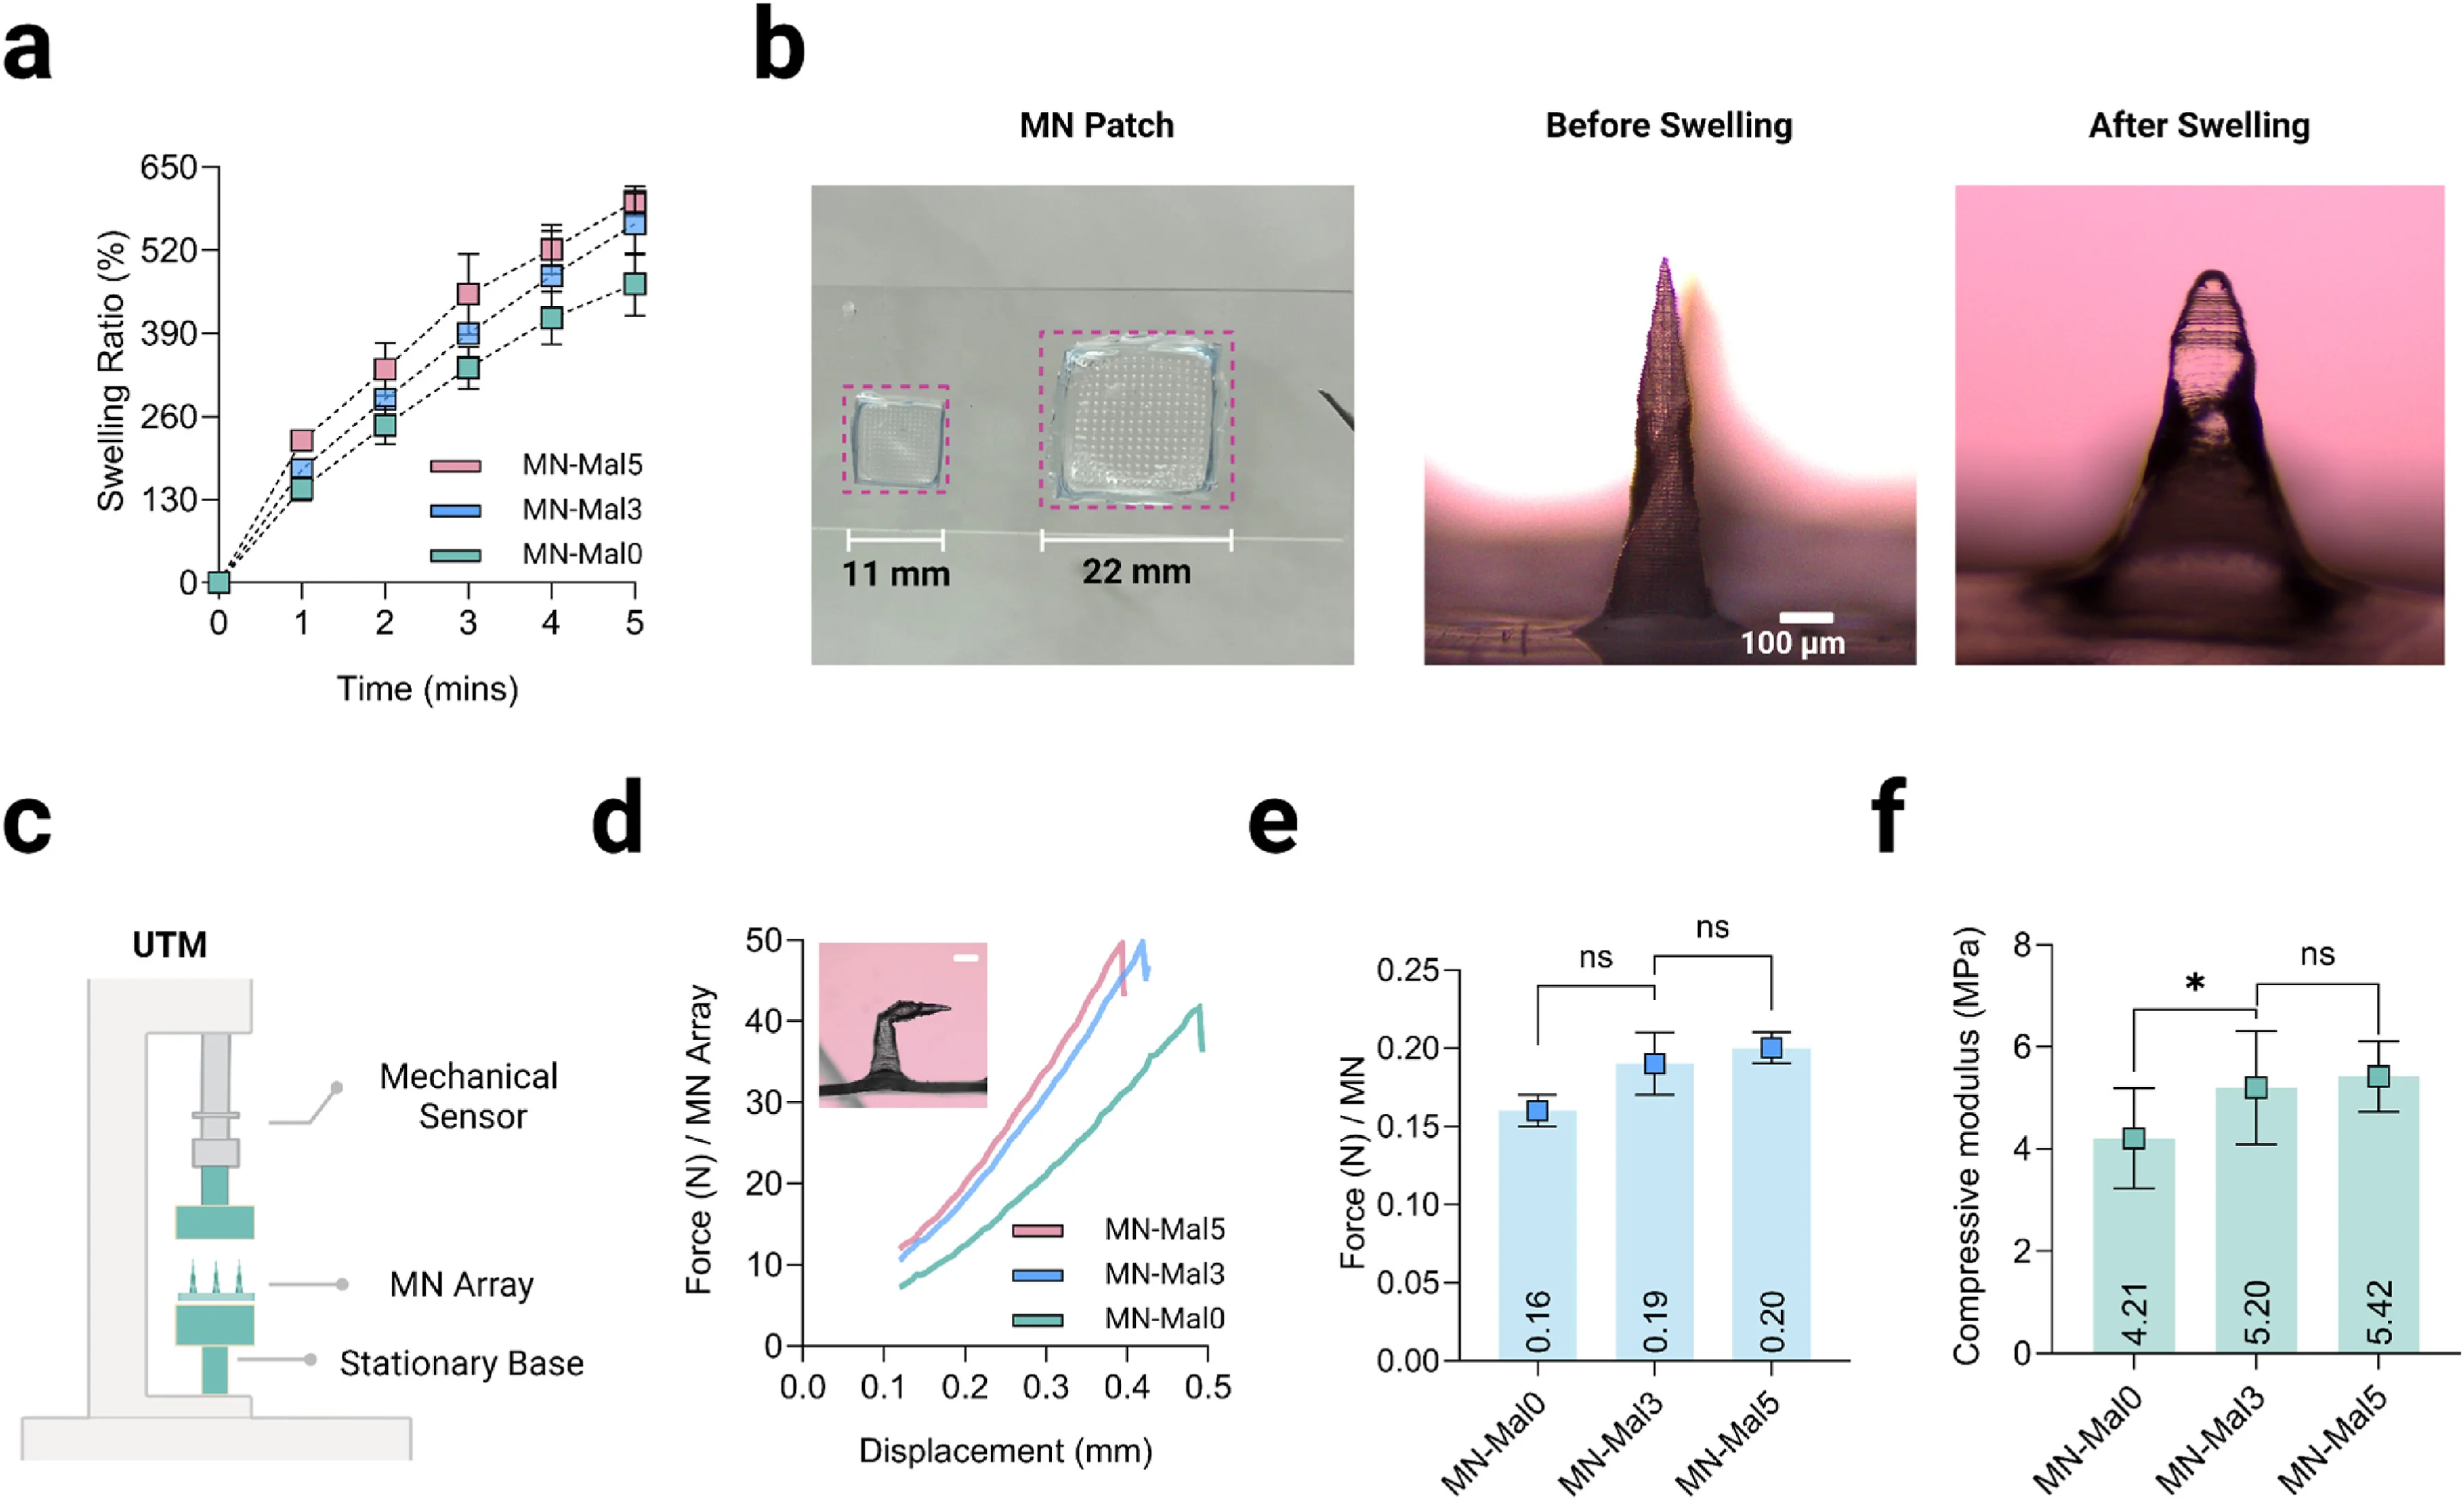 a
Swelling Ratio (%)
650
520
390
260
130
0
0 1 2 3 4 5
Time (mins)
MN-Mal5
MN-Mal3
MN-Mal0
b
MN Patch
Before Swelling
After Swelling
11 mm
22 mm
100 µm
c
UTM
Mechanical
Sensor
MN Array
Stationary Base
d
Force (N) / MN Array
50
40
30
20
10
0
0.0 0.1 0.2 0.3 0.4 0.5
Displacement (mm)
MN-Mal5
MN-Mal3
MN-Mal0
e
Force (N) / MN
0.25
0.20
0.15
0.10
0.05
0.00
ns
ns
0.16
0.19
0.20
MN-Mal0
MN-Mal3
MN-Mal5
f
Compressive modulus (MPa)
8
6
4
2
0
*
ns
4.21
5.20
5.42
MN-Mal0
MN-Mal3
MN-Mal5